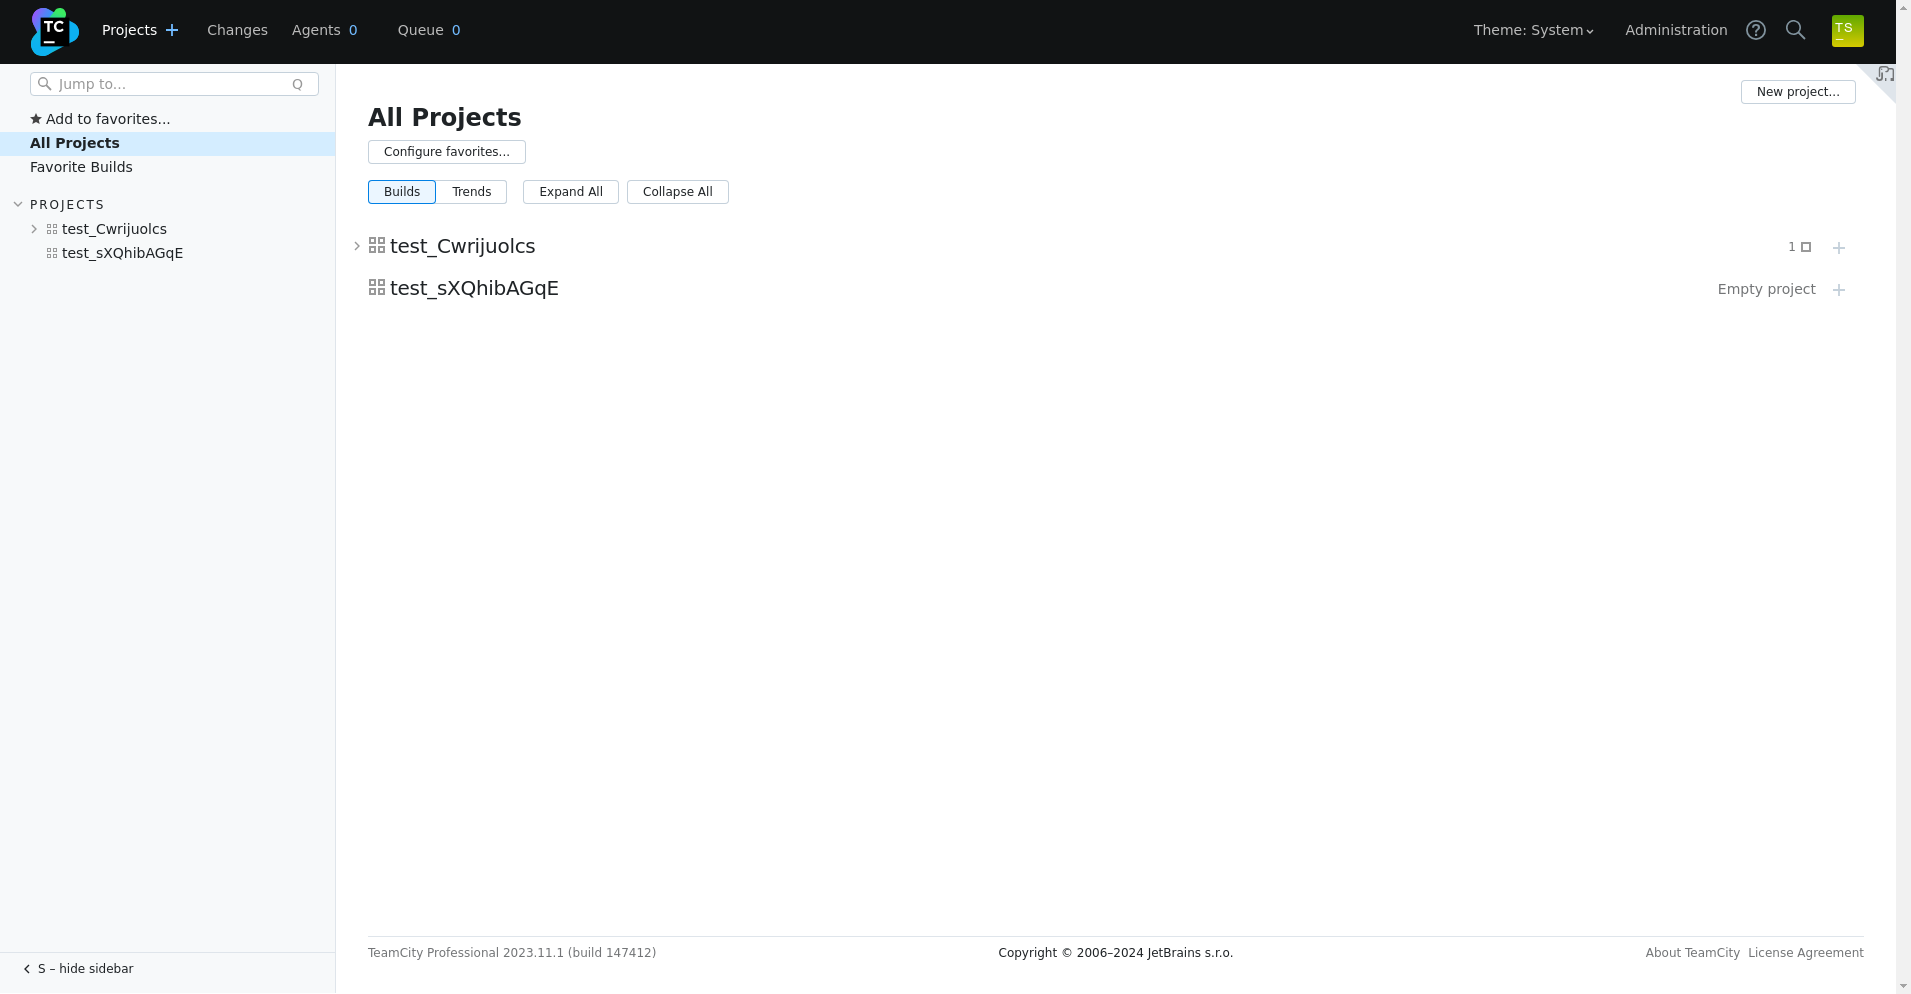 TC
Projects Changes Agents 0 Queue 0 Theme: System Administration TS
Jump to... Q
Add to favorites...
All Projects
Favorite Builds
PROJECTS
test_Cwrijuolcs
test_sXQhibAGqE
S – hide sidebar
New project...
All Projects
Configure favorites...
Builds Trends Expand All Collapse All
test_Cwrijuolcs 1
test_sXQhibAGqE Empty project
TeamCity Professional 2023.11.1 (build 147412) Copyright © 2006–2024 JetBrains s.r.o. About TeamCity License Agreement